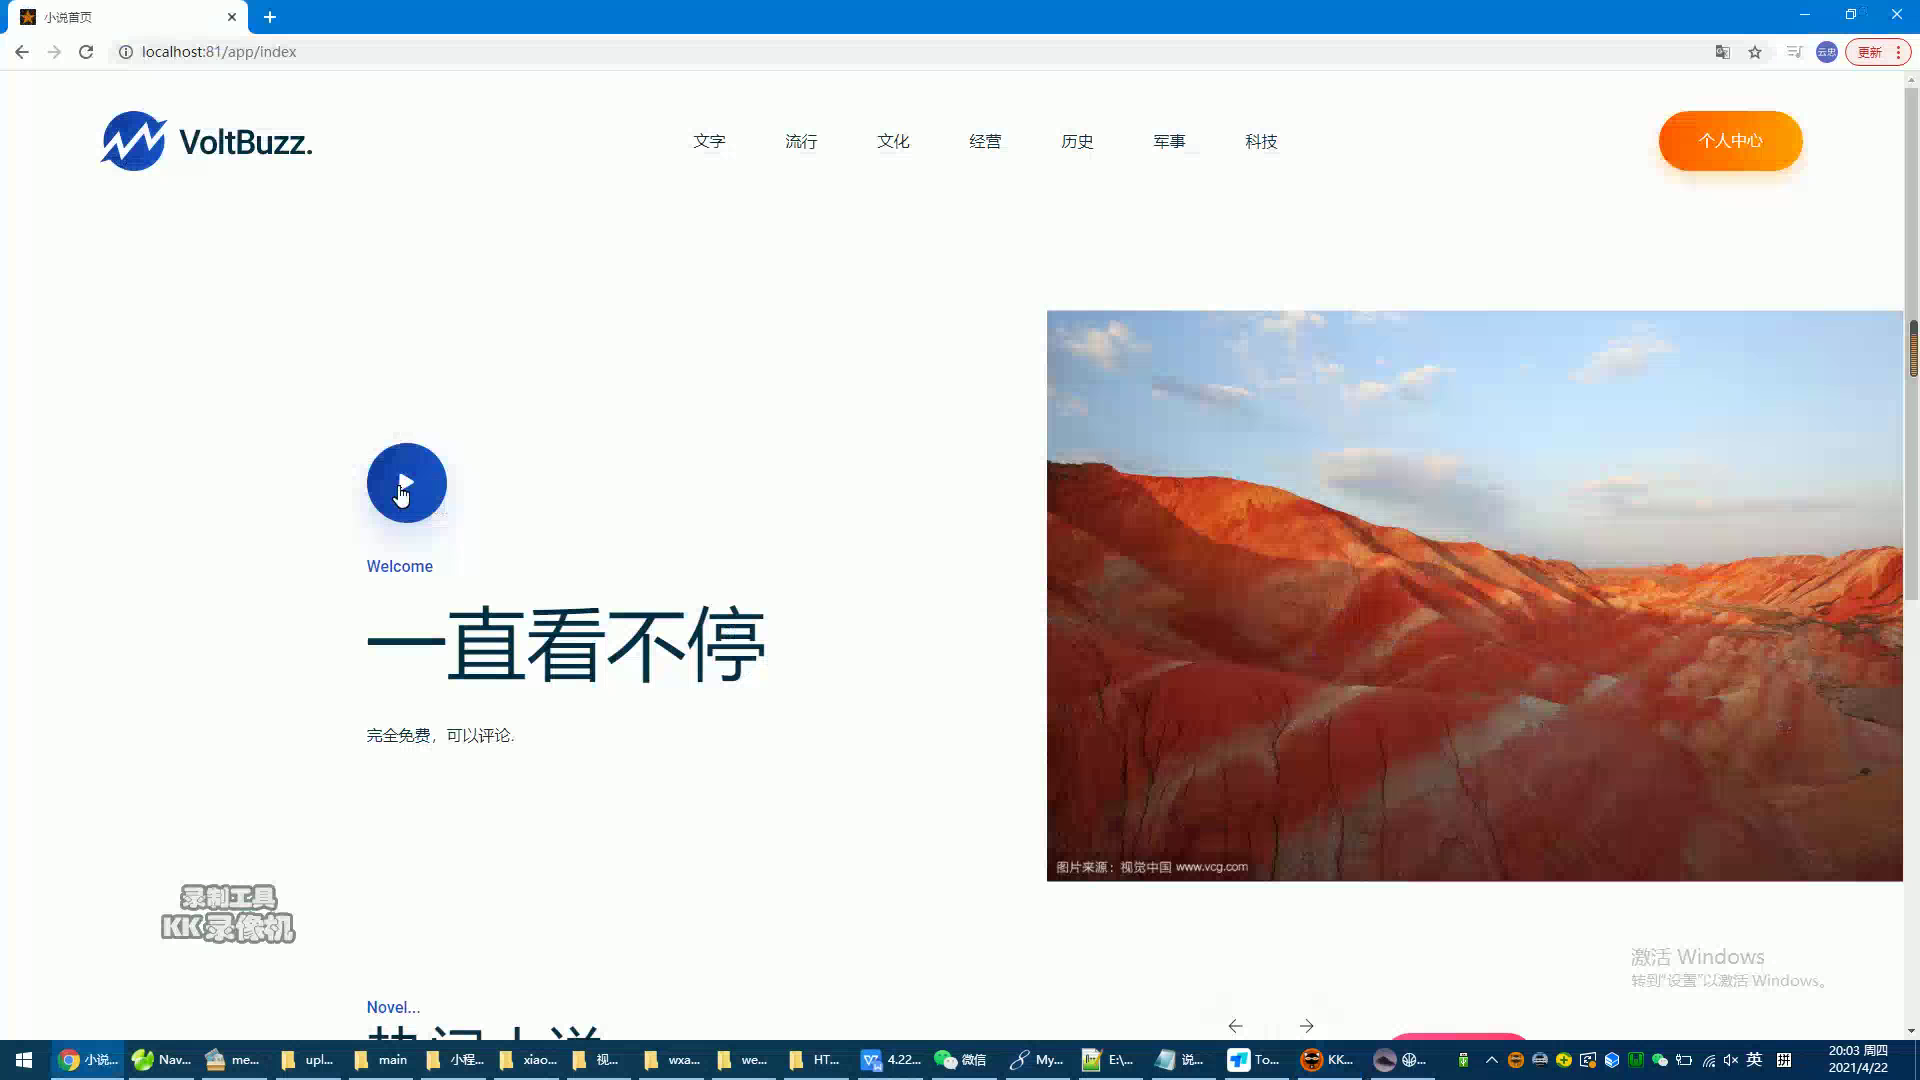 小说首页
localhost:81/app/index
云忠
更新
VoltBuzz.
文字
流行
文化
经营
历史
军事
科技
个人中心
Welcome
一直看不停
完全免费，可以评论.
图片来源：视觉中国 www.vcg.com
录制工具
KK录像机
激活 Windows
转到“设置”以激活 Windows。
Novel...
小说...
Nav...
me...
upl...
main
小程...
xiao...
视...
wxa...
we...
HT...
4.22...
微信
My...
E:\...
说...
To...
KK...
英
20:03 周四
2021/4/22